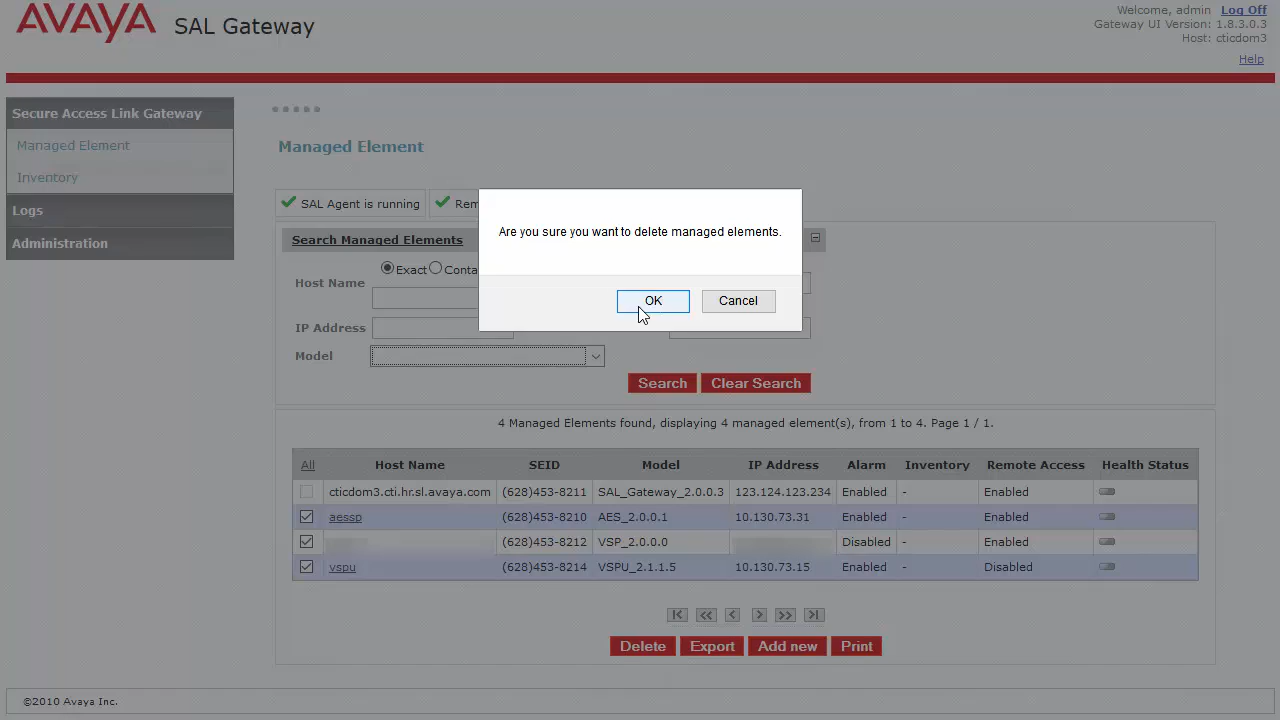 AVAYA SAL Gateway
Welcome, admin Log Off
Gateway UI Version: 1.8.3.0.3
Host: cticdom3
Help
Secure Access Link Gateway
Managed Element
Inventory
Logs
Administration
Managed Element
SAL Agent is running Rem
Are you sure you want to delete managed elements.
OK Cancel
Search Managed Elements
Exact Conta
Host Name
IP Address
Model
Search Clear Search
4 Managed Elements found, displaying 4 managed element(s), from 1 to 4. Page 1 / 1.
All Host Name SEID Model IP Address Alarm Inventory Remote Access Health Status
cticdom3.cti.hr.sl.avaya.com (628)453-8211 SAL_Gateway_2.0.0.3 123.124.123.234 Enabled - Enabled
aessp (628)453-8210 AES_2.0.0.1 10.130.73.31 Enabled - Enabled
(628)453-8212 VSP_2.0.0.0 Disabled - Enabled
vspu (628)453-8214 VSPU_2.1.1.5 10.130.73.15 Enabled - Disabled
Delete Export Add new Print
©2010 Avaya Inc.